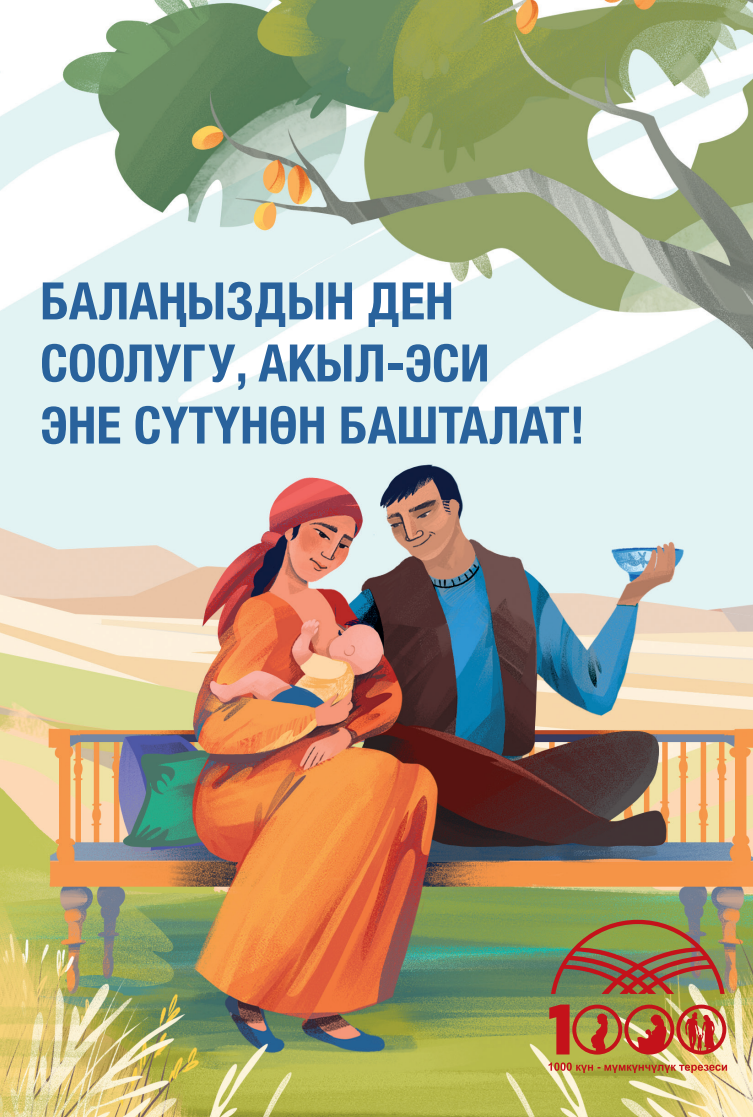 БАЛАҢЫЗДЫН ДЕН
СООЛУГУ, АКЫЛ-ЭСИ
ЭНЕ СҮТҮНӨН БАШТАЛАТ!
1000
1000 күн - мүмкүнчүлүк терезеси